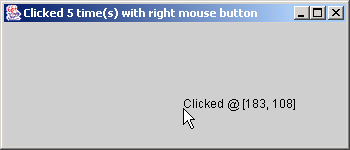 Clicked 5 time(s) with right mouse button
Clicked @ [183, 108]